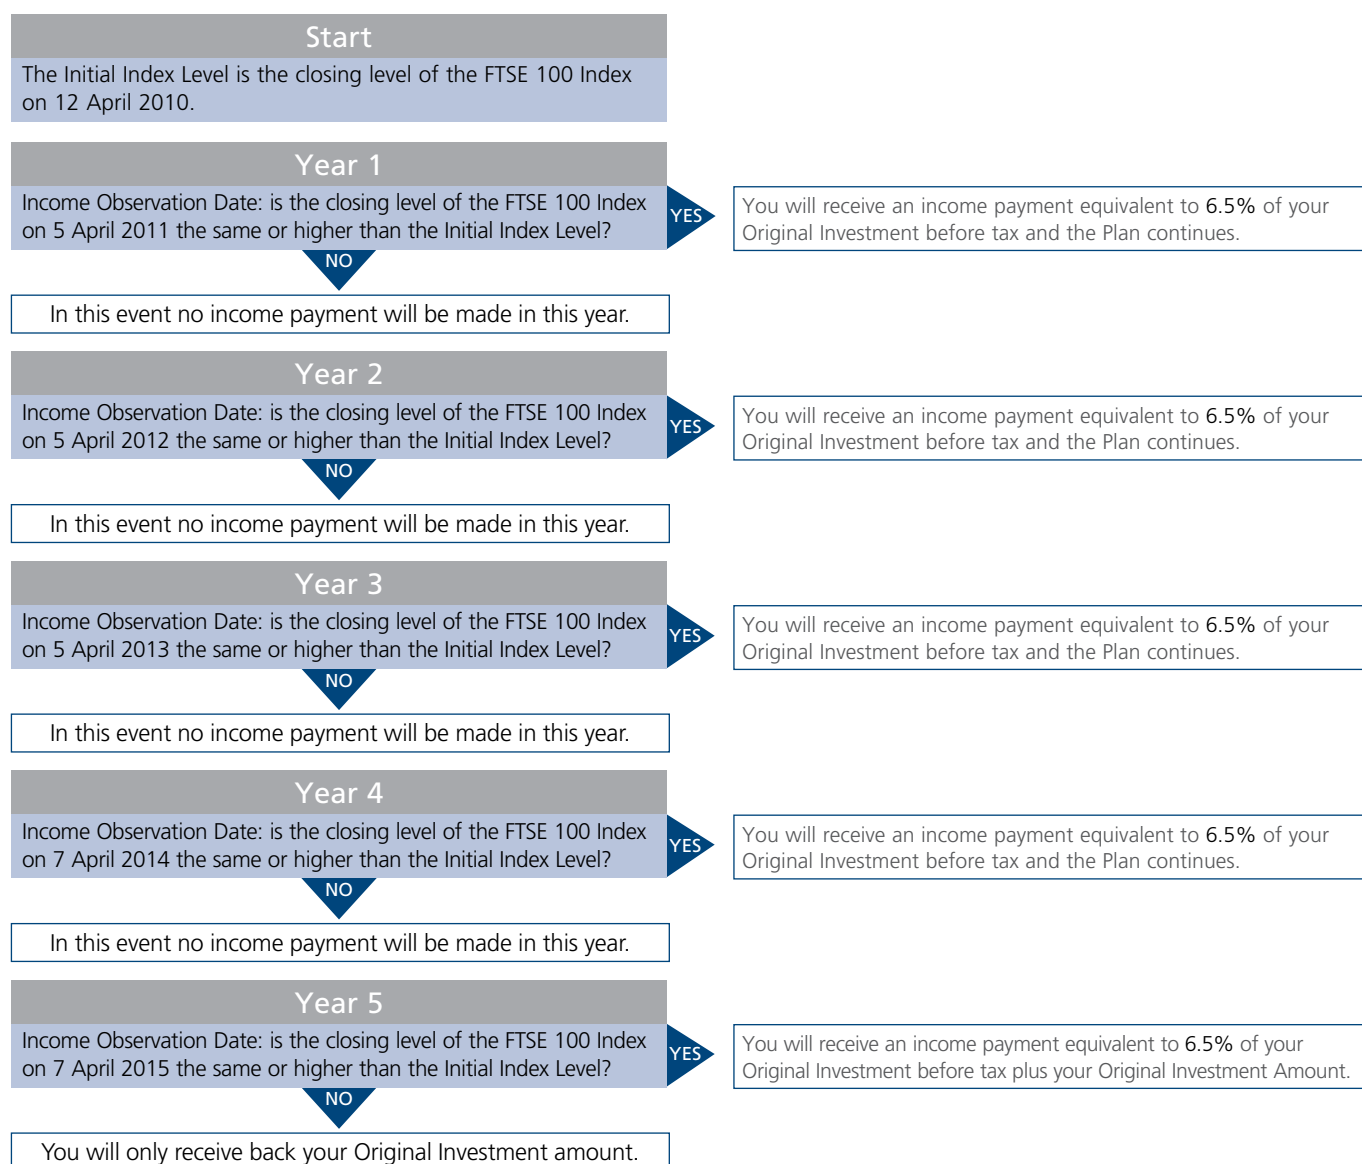 Start
The Initial Index Level is the closing level of the FTSE 100 Index
on 12 April 2010.
Year 1
Income Observation Date: is the closing level of the FTSE 100 Index
on 5 April 2011 the same or higher than the Initial Index Level?
YES
You will receive an income payment equivalent to 6.5% of your
Original Investment before tax and the Plan continues.
NO
In this event no income payment will be made in this year.
Year 2
Income Observation Date: is the closing level of the FTSE 100 Index
on 5 April 2012 the same or higher than the Initial Index Level?
YES
You will receive an income payment equivalent to 6.5% of your
Original Investment before tax and the Plan continues.
NO
In this event no income payment will be made in this year.
Year 3
Income Observation Date: is the closing level of the FTSE 100 Index
on 5 April 2013 the same or higher than the Initial Index Level?
YES
You will receive an income payment equivalent to 6.5% of your
Original Investment before tax and the Plan continues.
NO
In this event no income payment will be made in this year.
Year 4
Income Observation Date: is the closing level of the FTSE 100 Index
on 7 April 2014 the same or higher than the Initial Index Level?
YES
You will receive an income payment equivalent to 6.5% of your
Original Investment before tax and the Plan continues.
NO
In this event no income payment will be made in this year.
Year 5
Income Observation Date: is the closing level of the FTSE 100 Index
on 7 April 2015 the same or higher than the Initial Index Level?
YES
You will receive an income payment equivalent to 6.5% of your
Original Investment before tax plus your Original Investment Amount.
NO
You will only receive back your Original Investment amount.